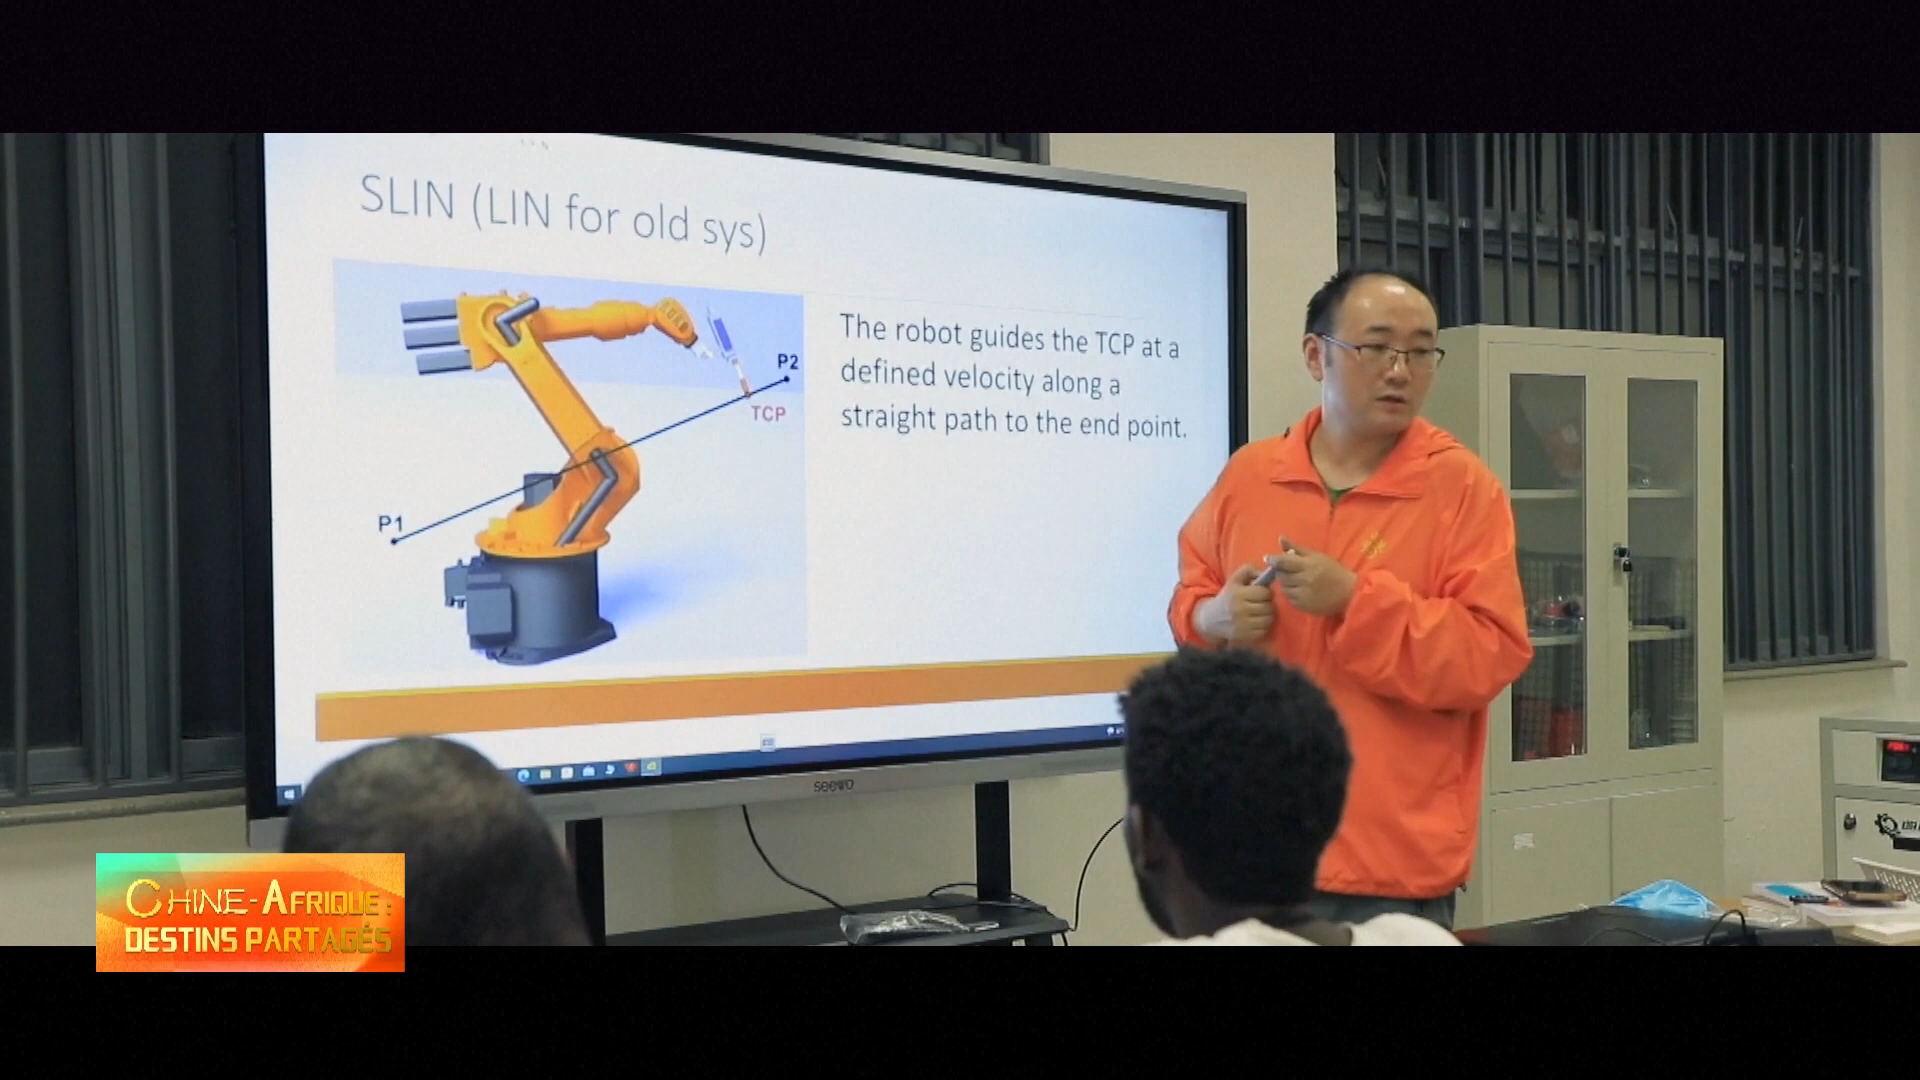 SLIN (LIN for old sys)
The robot guides the TCP at a
defined velocity along a
straight path to the end point.
KUKA
P2
TCP
P1
seewo
CHINE-AFRIQUE :
DESTINS PARTAGÉS